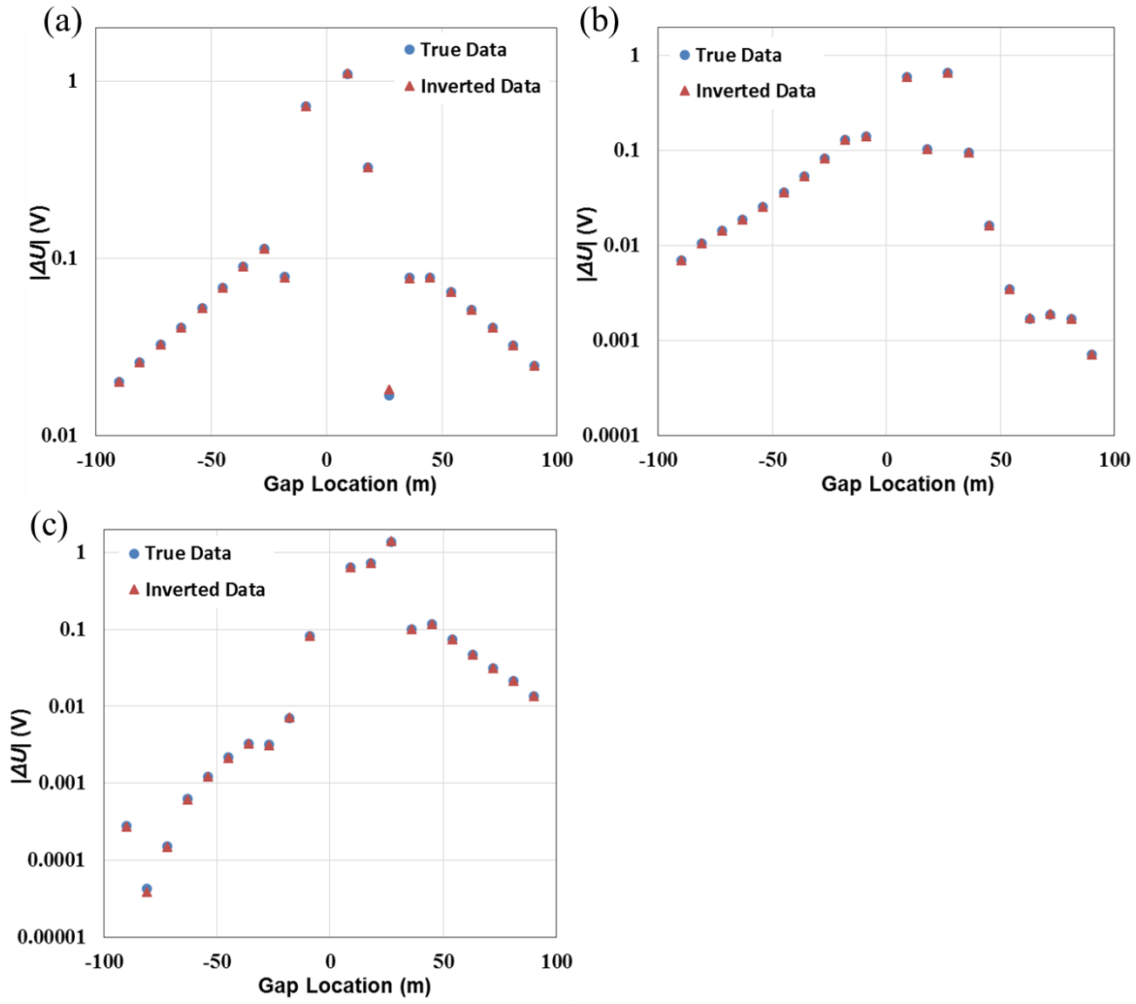 (a)
True Data
Inverted Data
1
0.1
0.01
|ΔU| (V)
-100 -50 0 50 100
Gap Location (m)
(b)
True Data
Inverted Data
1
0.1
0.01
0.001
0.0001
|ΔU| (V)
-100 -50 0 50 100
Gap Location (m)
(c)
True Data
Inverted Data
1
0.1
0.01
0.001
0.0001
0.00001
|ΔU| (V)
-100 -50 0 50 100
Gap Location (m)